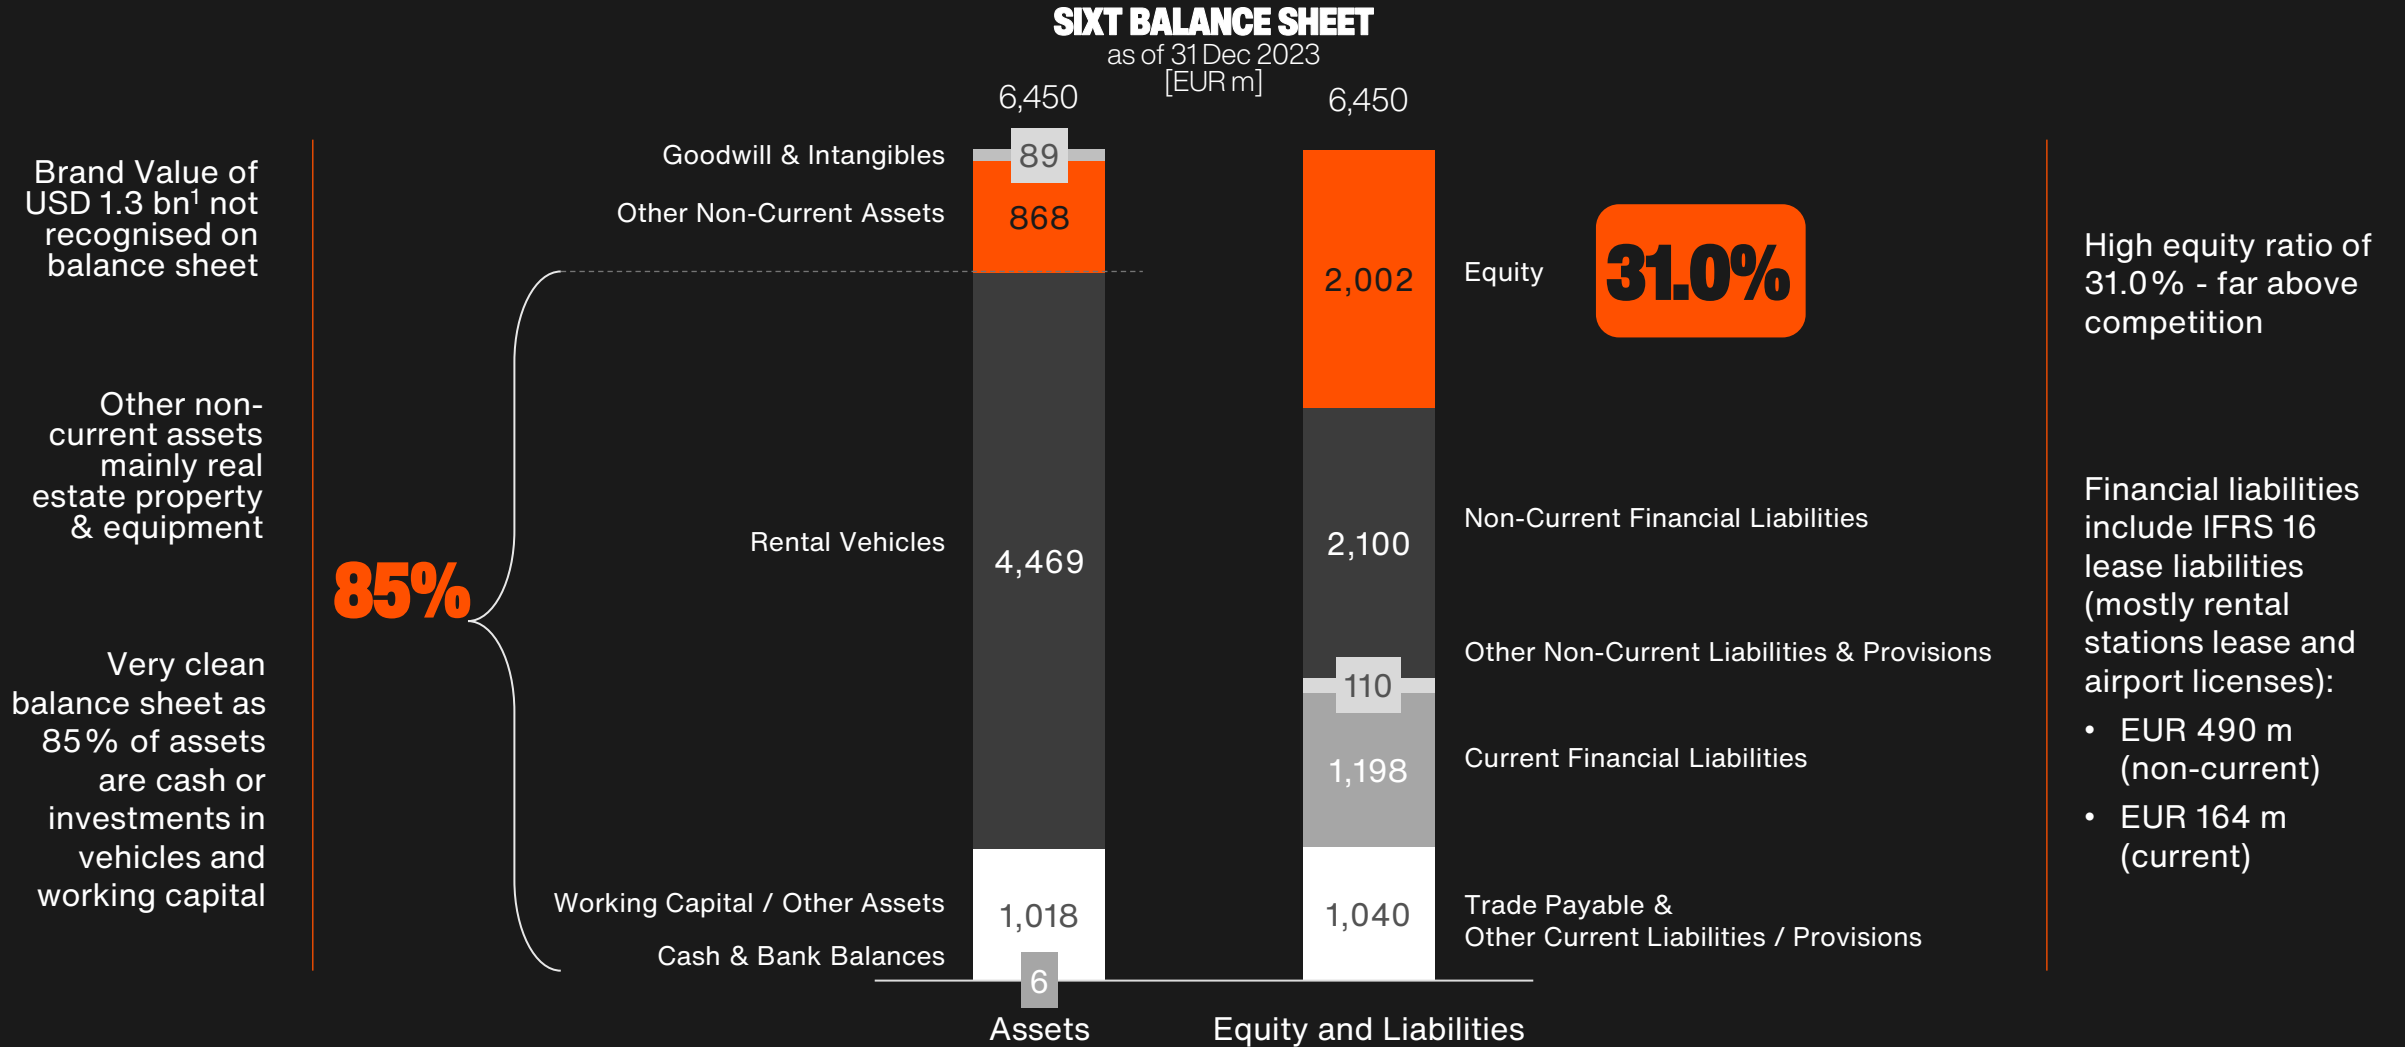 SIXT BALANCE SHEET
as of 31 Dec 2023
[EUR m]
Brand Value of
USD 1.3 bn¹ not
recognised on
balance sheet
Other non-
current assets
mainly real
estate property
& equipment
Very clean
balance sheet as
85% of assets
are cash or
investments in
vehicles and
working capital
85%
6,450
Goodwill & Intangibles
89
Other Non-Current Assets
868
Rental Vehicles
4,469
Working Capital / Other Assets
1,018
Cash & Bank Balances
6
Assets
6,450
2,002
Equity
31.0%
2,100
Non-Current Financial Liabilities
110
Other Non-Current Liabilities & Provisions
1,198
Current Financial Liabilities
1,040
Trade Payable &
Other Current Liabilities / Provisions
Equity and Liabilities
High equity ratio of
31.0% - far above
competition
Financial liabilities
include IFRS 16
lease liabilities
(mostly rental
stations lease and
airport licenses):
• EUR 490 m
(non-current)
• EUR 164 m
(current)